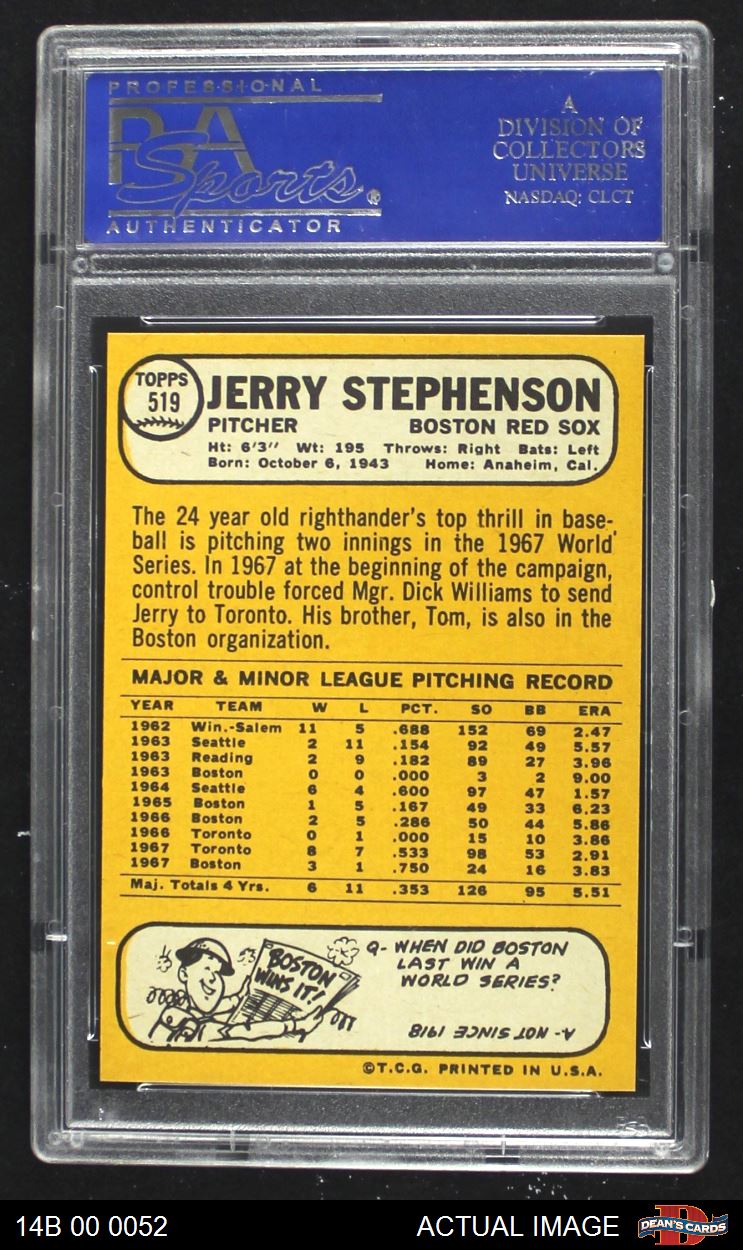 PROFESSIONAL
PSA
Sports®
AUTHENTICATOR
A
DIVISION OF
COLLECTORS
UNIVERSE
NASDAQ: CLCT
TOPPS
519
JERRY STEPHENSON
PITCHER BOSTON RED SOX
Ht: 6'3" Wt: 195 Throws: Right Bats: Left
Born: October 6, 1943 Home: Anaheim, Cal.
The 24 year old righthander's top thrill in base-
ball is pitching two innings in the 1967 World
Series. In 1967 at the beginning of the campaign,
control trouble forced Mgr. Dick Williams to send
Jerry to Toronto. His brother, Tom, is also in the
Boston organization.
MAJOR & MINOR LEAGUE PITCHING RECORD
YEAR TEAM W L PCT. SO BB ERA
1962 Win.-Salem 11 5 .688 152 69 2.47
1963 Seattle 2 11 .154 92 49 5.57
1963 Reading 2 9 .182 89 27 3.96
1963 Boston 0 0 .000 3 2 9.00
1964 Seattle 6 4 .600 97 47 1.57
1965 Boston 1 5 .167 49 33 6.23
1966 Boston 2 5 .286 50 44 5.86
1966 Toronto 0 1 .000 15 10 3.86
1967 Toronto 8 7 .533 98 53 2.91
1967 Boston 3 1 .750 24 16 3.83
Maj. Totals 4 Yrs. 6 11 .353 126 95 5.51
BOSTON
WINS IT!
Q- WHEN DID BOSTON
LAST WIN A
WORLD SERIES?
A- NOT SINCE 1918
©T.C.G. PRINTED IN U.S.A.
14B 00 0052 ACTUAL IMAGE
D
DEAN'S CARDS